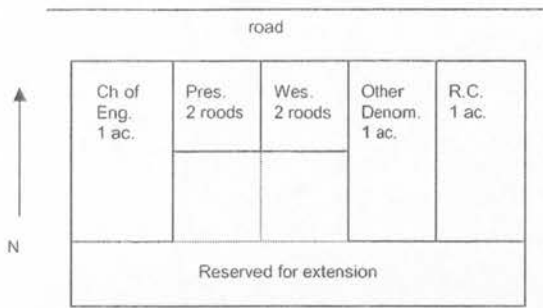 road
Ch of
Eng.
1 ac.
Pres.
2 roods
Wes.
2 roods
Other
Denom.
1 ac.
R.C.
1 ac.
N
Reserved for extension